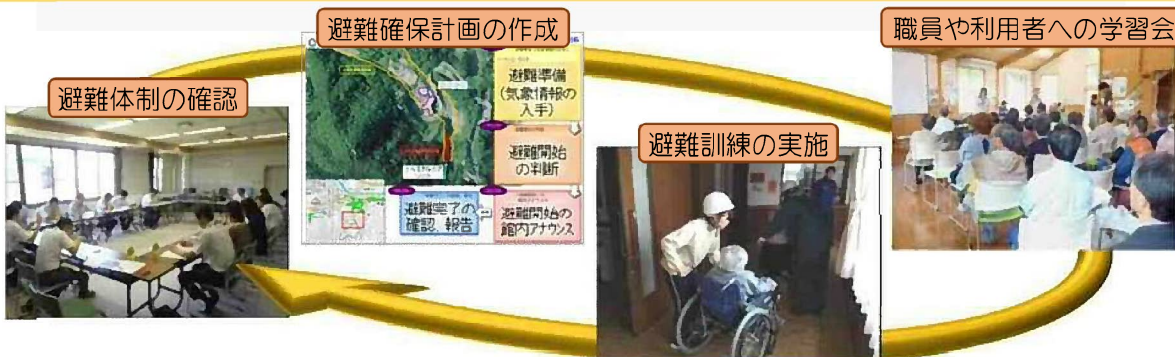 避難確保計画の作成
職員や利用者への学習会
避難体制の確認
避難準備
(気象情報の
入手)
避難訓練の実施
避難開始
の判断
避難完了の
確認、報告
避難開始の
館内アナウンス